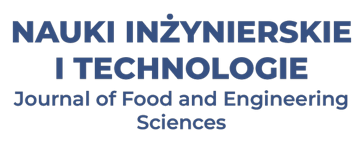 NAUKI INŻYNIERSKIE
I TECHNOLOGIE
Journal of Food and Engineering
Sciences